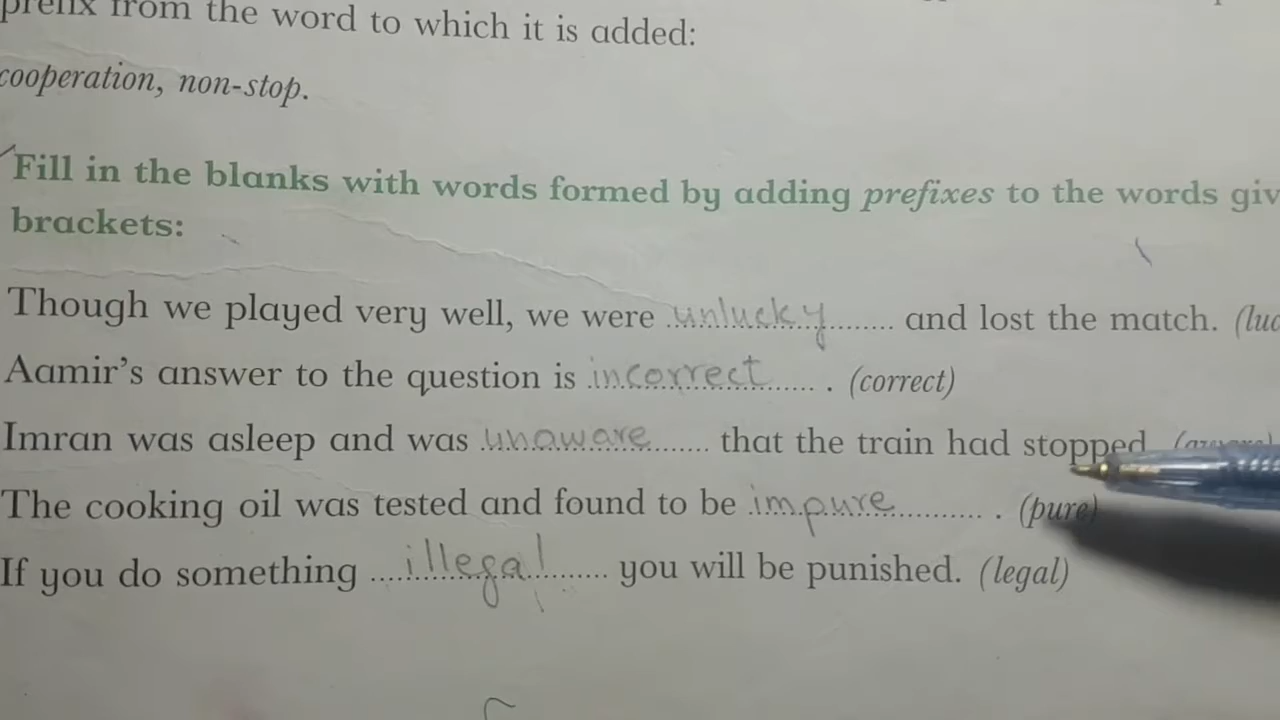 prefix from the word to which it is added:
cooperation, non-stop.
Fill in the blanks with words formed by adding prefixes to the words giv
brackets:
Though we played very well, we were unlucky and lost the match. (luc
Aamir's answer to the question is incorrect. (correct)
Imran was asleep and was unaware that the train had stopped.
The cooking oil was tested and found to be impure. (pure)
If you do something illegal you will be punished. (legal)